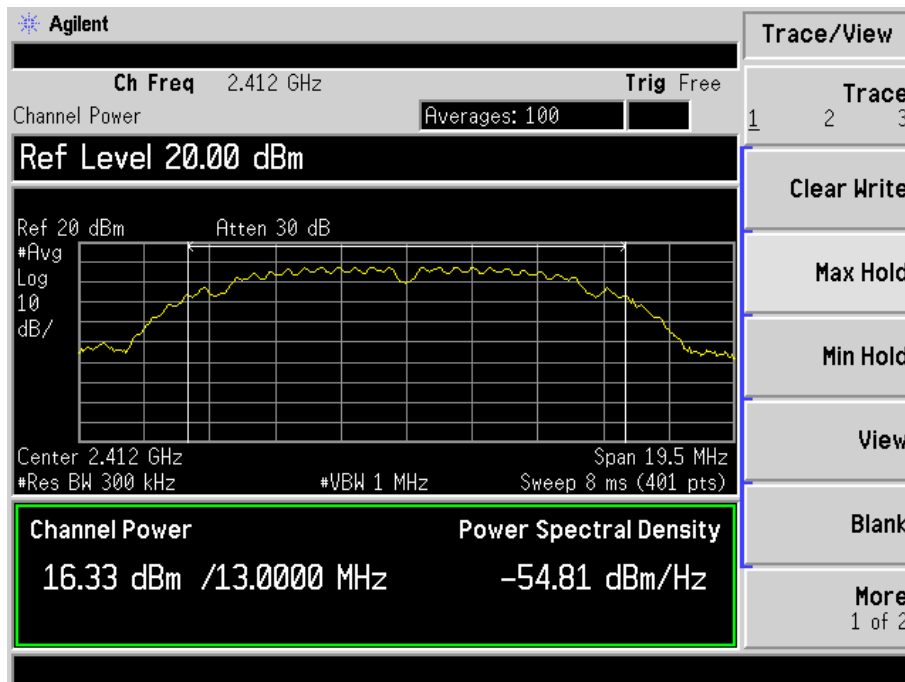 Agilent
Ch Freq 2.412 GHz Trig Free
Channel Power Averages: 100
Ref Level 20.00 dBm
Ref 20 dBm Atten 30 dB
#Avg
Log
10
dB/
Center 2.412 GHz Span 19.5 MHz
#Res BW 300 kHz #VBW 1 MHz Sweep 8 ms (401 pts)
Channel Power Power Spectral Density
16.33 dBm /13.0000 MHz -54.81 dBm/Hz
Trace/View
Trace
1 2 3
Clear Write
Max Hold
Min Hold
View
Blank
More
1 of 2